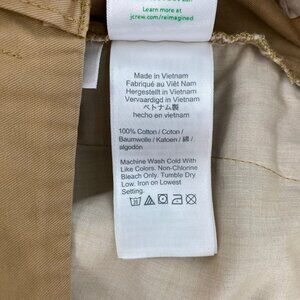 Learn more at
jcrew.com/reimagined
Made in Vietnam
Fabriqué au Viêt Nam
Hergestellt in Vietnam
Vervaardigd in Vietnam
ベトナム製
hecho en vietnam
100% Cotton / Coton /
Baumwolle / Katoen / 綿 /
algodon
Machine Wash Cold With
Like Colors. Non-Chlorine
Bleach Only. Tumble Dry
Low. Iron on Lowest
Setting.